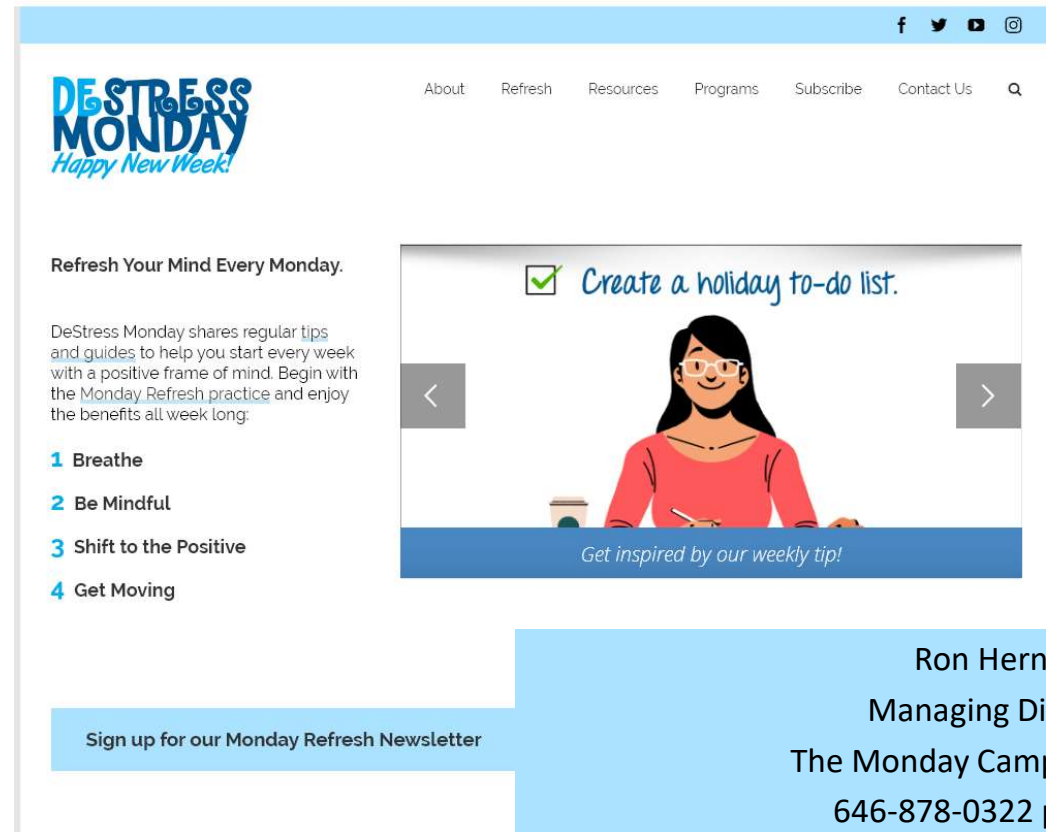 DESTRESS
MONDAY
Happy New Week!
About Refresh Resources Programs Subscribe Contact Us
Refresh Your Mind Every Monday.
DeStress Monday shares regular tips
and guides to help you start every week
with a positive frame of mind. Begin with
the Monday Refresh practice and enjoy
the benefits all week long:
1 Breathe
2 Be Mindful
3 Shift to the Positive
4 Get Moving
Create a holiday to-do list.
Get inspired by our weekly tip!
Sign up for our Monday Refresh Newsletter
Ron
Managing
The Monday
646-878-0322